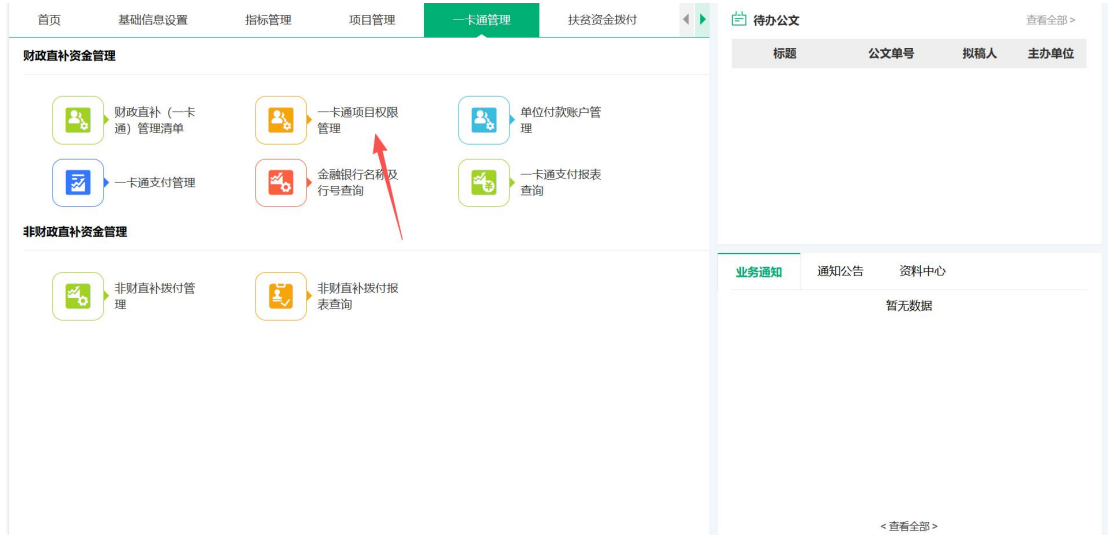 首页
基础信息设置
指标管理
项目管理
一卡通管理
扶贫资金拨付
财政直补资金管理
财政直补（一卡
通）管理清单
一卡通项目权限
管理
单位付款账户管
理
一卡通支付管理
金融银行名称及
行号查询
一卡通支付报表
查询
非财政直补资金管理
非财直补拨付管
理
非财直补拨付报
表查询
待办公文
查看全部 >
标题
公文单号
拟稿人
主办单位
业务通知
通知公告
资料中心
暂无数据
< 查看全部 >